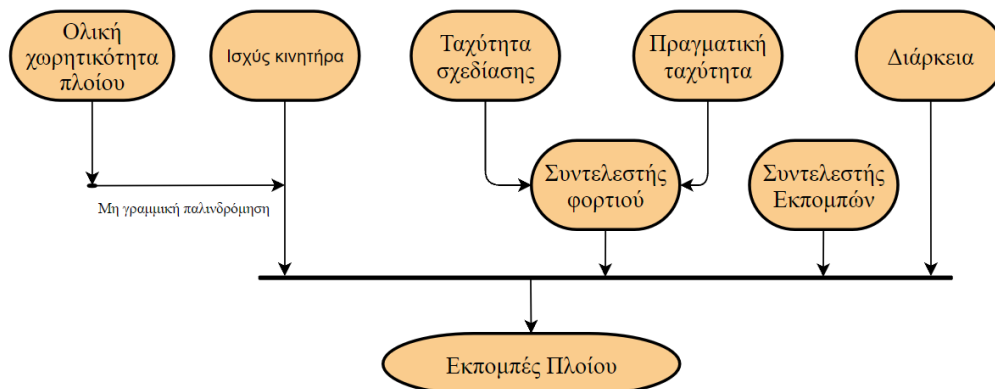 Ολική
χωρητικότητα
πλοίου
Ισχύς κινητήρα
Ταχύτητα
σχεδίασης
Πραγματική
ταχύτητα
Διάρκεια
Μη γραμμική παλινδρόμηση
Συντελεστής
φορτιού
Συντελεστής
Εκπομπών
Εκπομπές Πλοίου